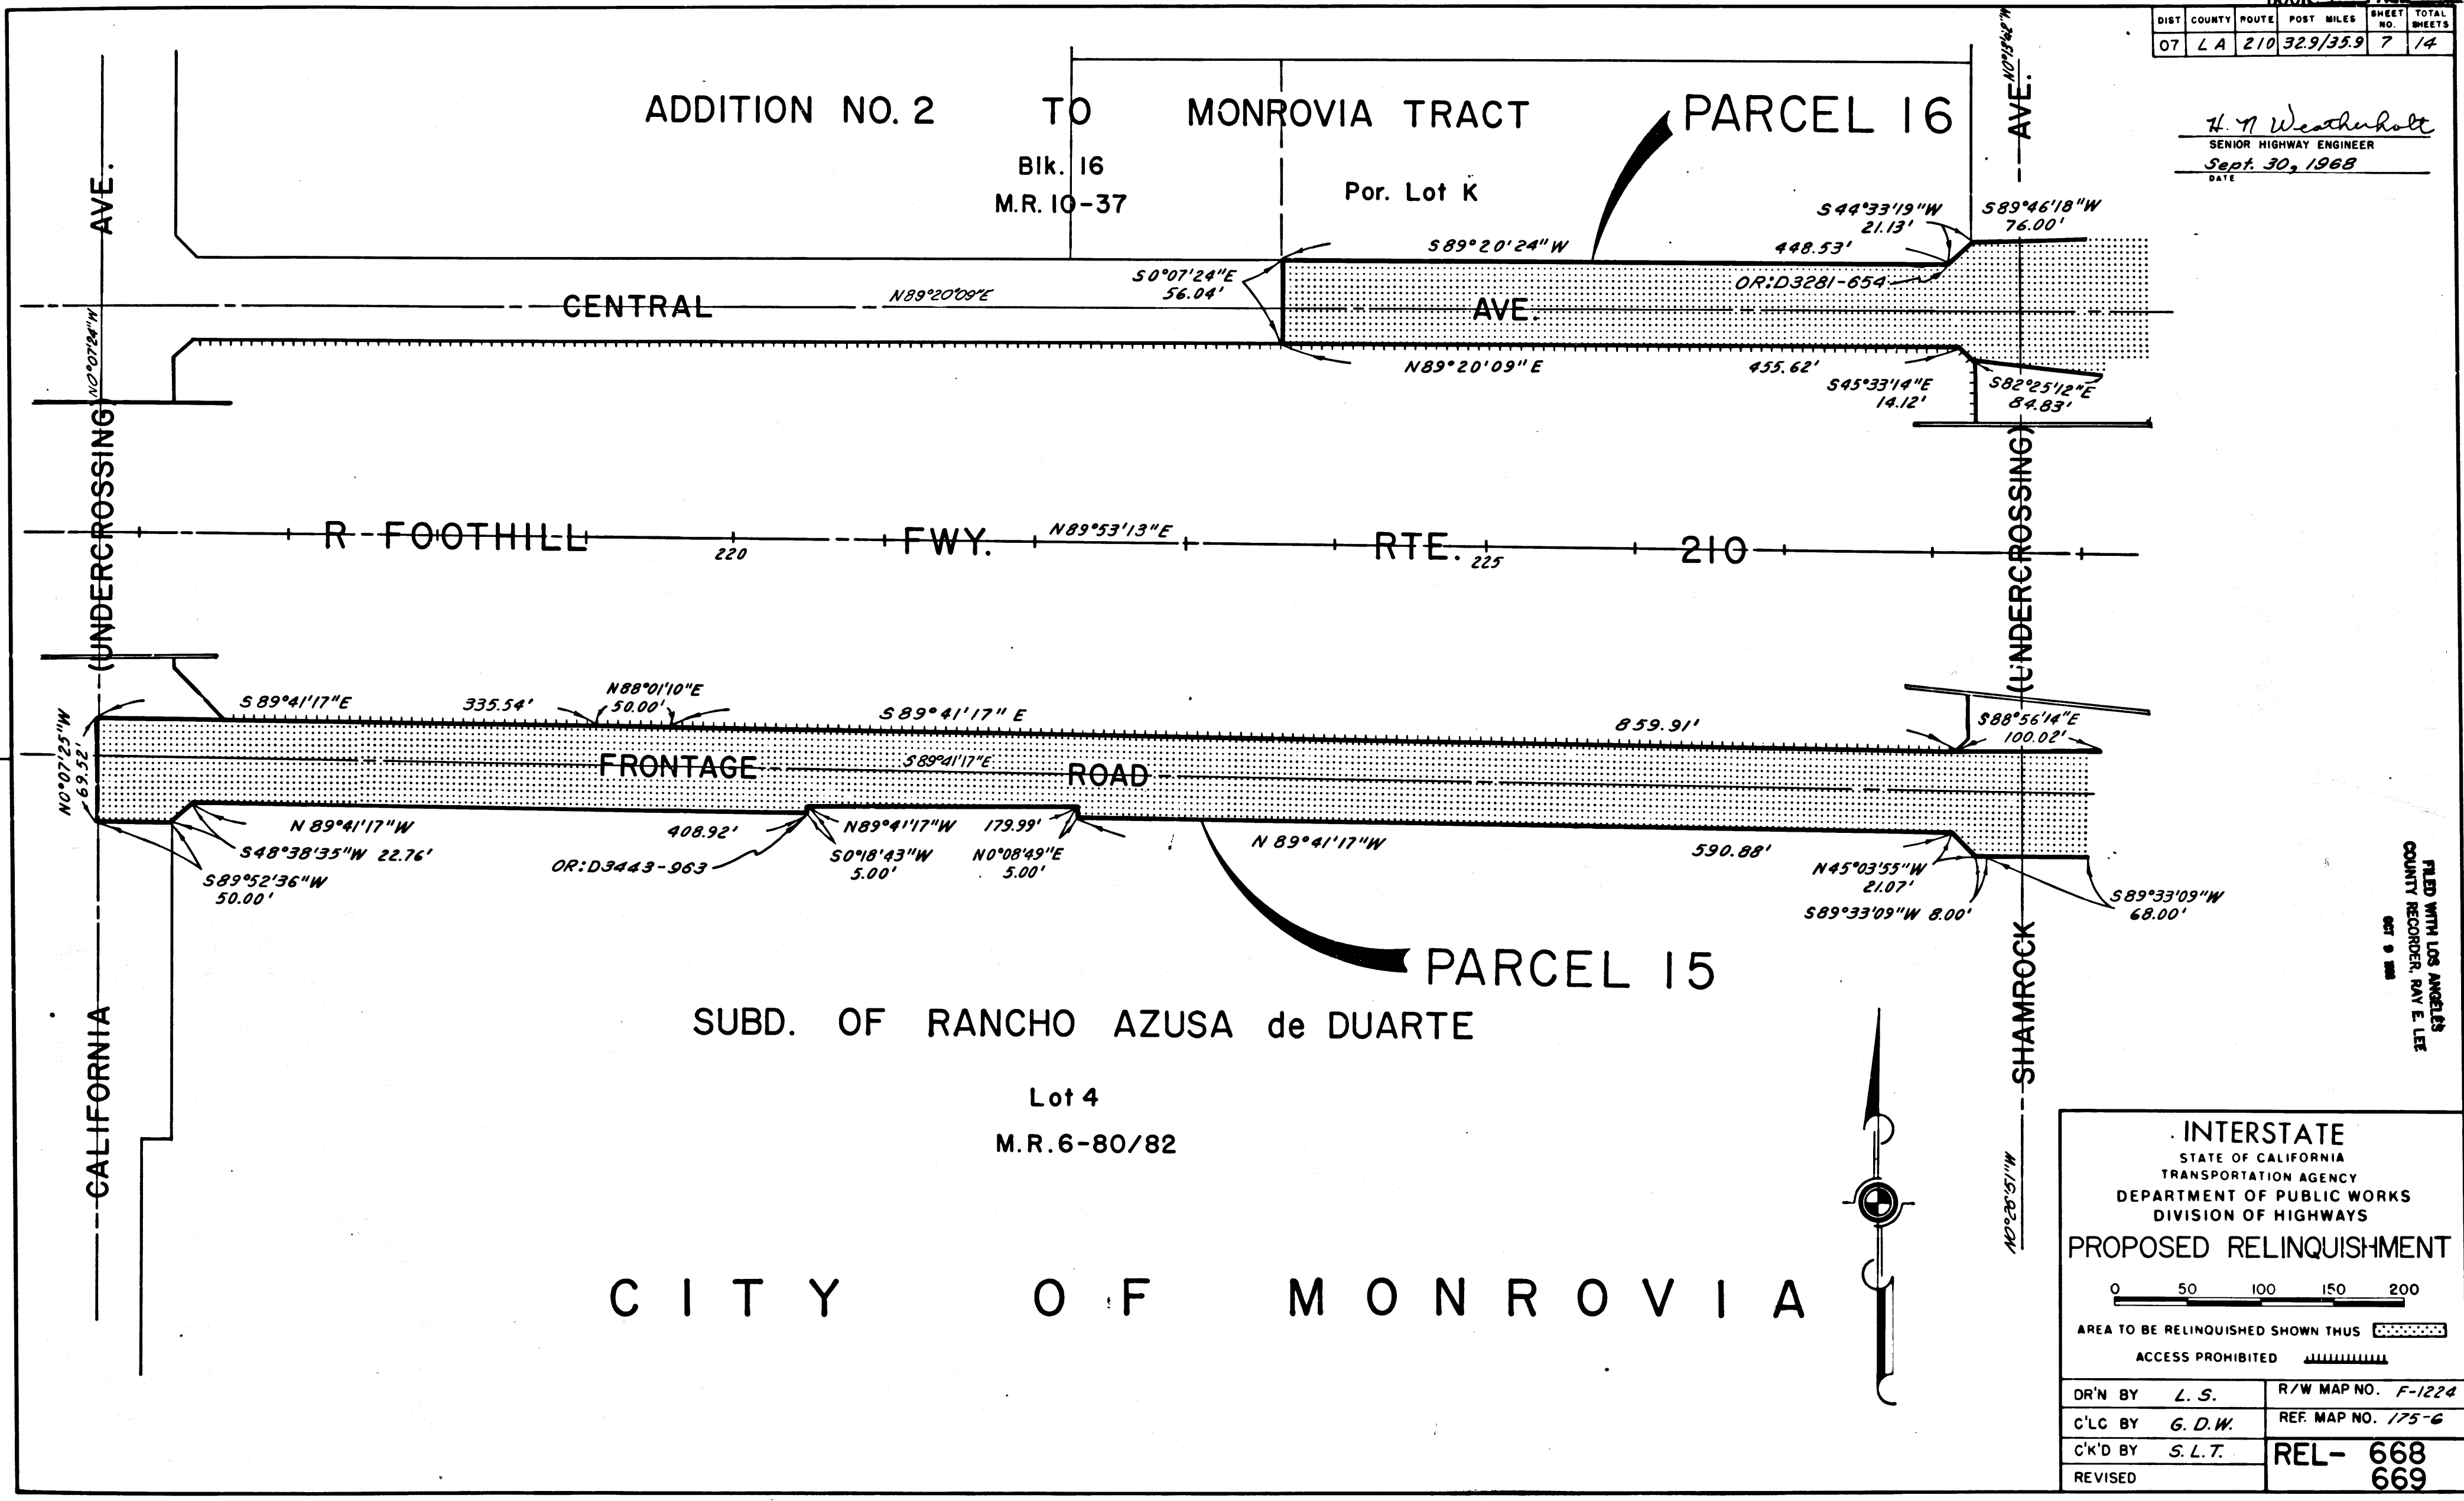 DIST COUNTY ROUTE POST MILES SHEET NO. TOTAL SHEETS
07 LA 210 32.9/35.9 7 14
H. N Weatherholt
SENIOR HIGHWAY ENGINEER
Sept. 30, 1968
DATE
ADDITION NO. 2 TO MONROVIA TRACT
PARCEL 16
Blk. 16
M.R. 10-37
Por. Lot K
AVE.
N0°18'42"W
AVE.
S44°33'19"W
21.13'
S89°46'18"W
76.00'
S89°20'24"W
448.53'
OR:D3281-654
S0°07'24"E
56.04'
CENTRAL
N89°20'09"E
AVE.
N0°07'24"W
N89°20'09"E
455.62'
S45°33'14"E
14.12'
S82°25'12"E
84.83'
(UNDERCROSSING)
(UNDERCROSSING)
R FOOTHILL FWY. RTE. 210
N89°53'13"E
220
225
S89°41'17"E
335.54'
N88°01'10"E
50.00'
S89°41'17"E
859.91'
S88°56'14"E
100.02'
N0°07'25"W
69.52'
FRONTAGE ROAD
S89°41'17"E
N89°41'17"W
408.92'
S48°38'35"W 22.76'
S89°52'36"W
50.00'
OR:D3443-963
N89°41'17"W
179.99'
S0°18'43"W
5.00'
N0°08'49"E
5.00'
N89°41'17"W
590.88'
N45°03'55"W
21.07'
S89°33'09"W 8.00'
S89°33'09"W
68.00'
PARCEL 15
SUBD. OF RANCHO AZUSA de DUARTE
Lot 4
M.R. 6-80/82
CALIFORNIA
SHAMROCK
N0°26'51"W
CITY OF MONROVIA
FILED WITH LOS ANGELES
COUNTY RECORDER, RAY E. LEE
OCT 9
INTERSTATE
STATE OF CALIFORNIA
TRANSPORTATION AGENCY
DEPARTMENT OF PUBLIC WORKS
DIVISION OF HIGHWAYS
PROPOSED RELINQUISHMENT
0 50 100 150 200
AREA TO BE RELINQUISHED SHOWN THUS
ACCESS PROHIBITED
DR'N BY L. S.
R/W MAP NO. F-1224
C'LC BY G. D. W.
REF. MAP NO. 175-6
C'K'D BY S. L. T.
REL- 668
669
REVISED